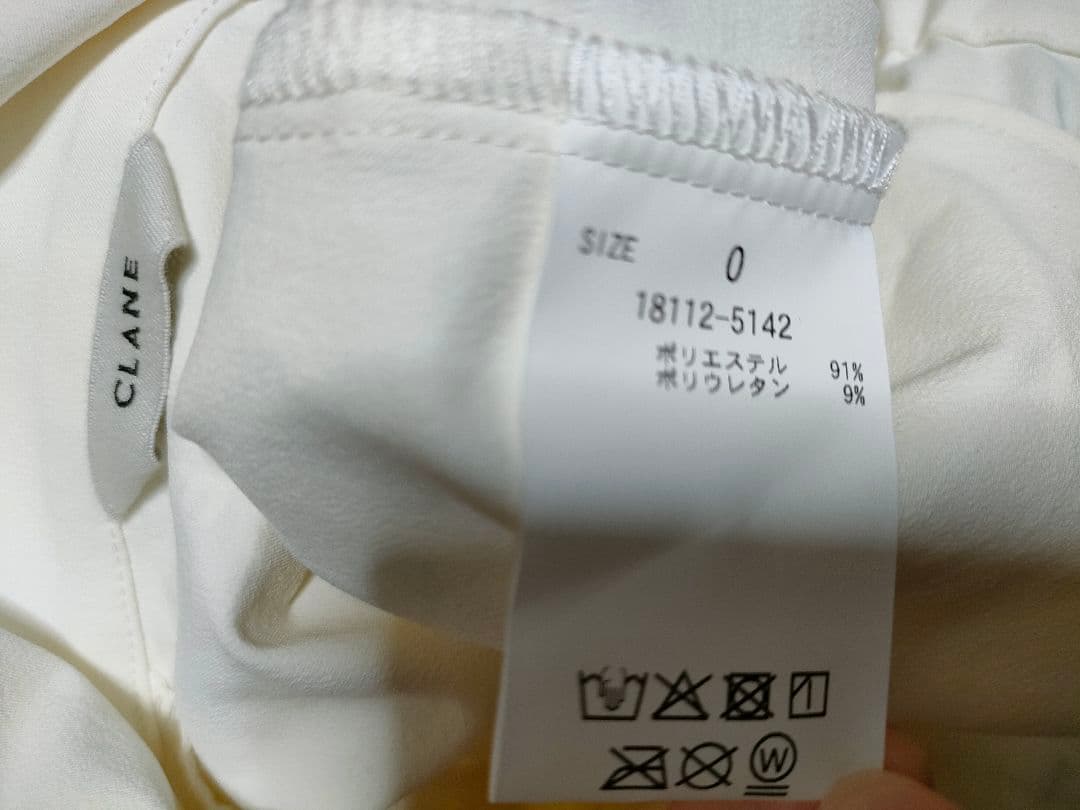 CLANE
SIZE 0
18112-5142
ポリエステル 91%
ポリウレタン 9%
W